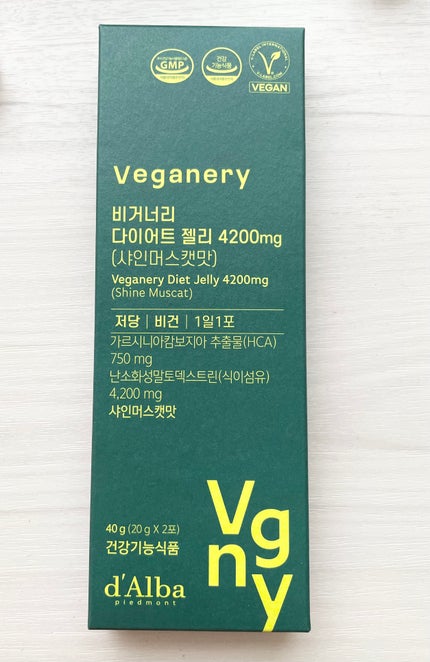 GMP
건강
기능식품
V
VEGAN
Veganery
비거너리
다이어트 젤리 4200mg
(샤인머스캣맛)
Veganery Diet Jelly 4200mg
(Shine Muscat)
저당 | 비건 | 1일1포
가르시니아캄보지아 추출물(HCA)
750 mg
난소화성말토덱스트린(식이섬유)
4,200 mg
샤인머스캣맛
Vg
ny
40 g (20 g X 2포)
건강기능식품
d'Alba
piedmont